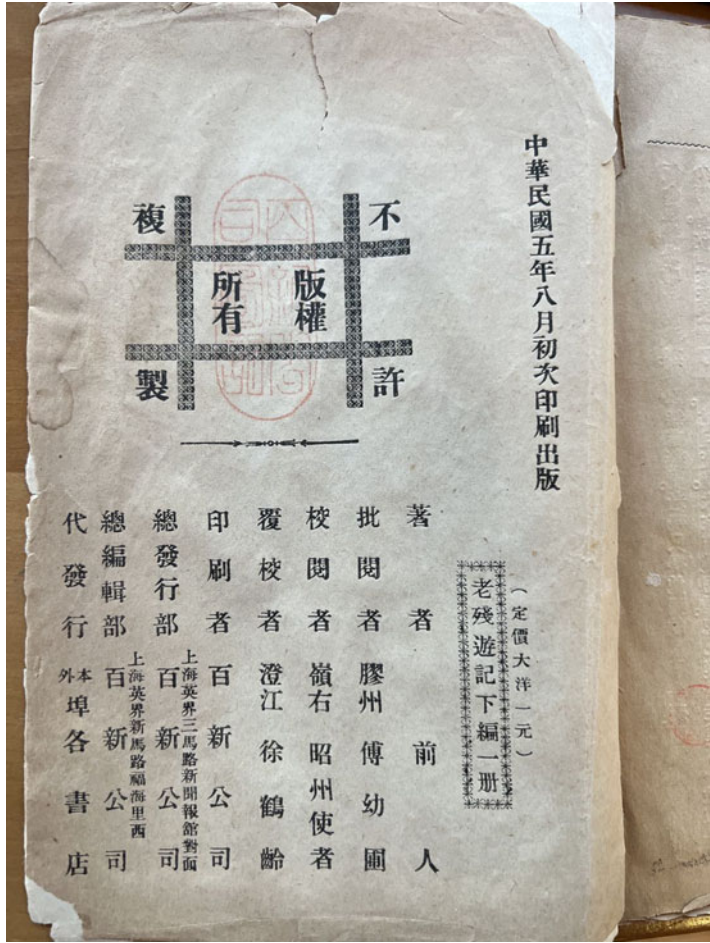 中華民國五年八月初次印刷出版
不許複製
版權所有
(定價大洋一元)
老殘遊記下編一册
著者 前人
批閱者 膠州傅幼圃
校閱者 嶺右昭州使者
覆校者 澄江徐鶴齡
印刷者 百新公司
上海英界三馬路新聞報館對面
總發行部 百新公司
上海英界新馬路福海里西
總編輯部 百新公司
代發行 本外埠各書店